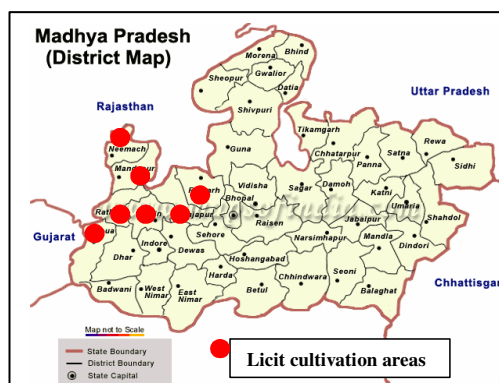 Madhya Pradesh
(District Map)
Rajasthan
Uttar Pradesh
Gujarat
Chhattisgar
Morena
Bhind
Gwalior
Sheopur
Datia
Shivpuri
Tikamgarh
Chhatarpur
Panna
Satna
Rewa
Sidhi
Neemach
Guna
Vidisha
Sagar
Damoh
Katni
Umaria
Shahdol
Bhopal
Raisen
Jabalpur
Dindori
Mandla
Narsimhapur
Sehore
Indore
Dewas
Dhar
Hoshangabad
Harda
Chhindwara
Seoni
Balaghat
Betul
Badwani
West
Nimar
East
Nimar
Map not to Scale
State Boundary
District Boundary
State Capital
Licit cultivation areas